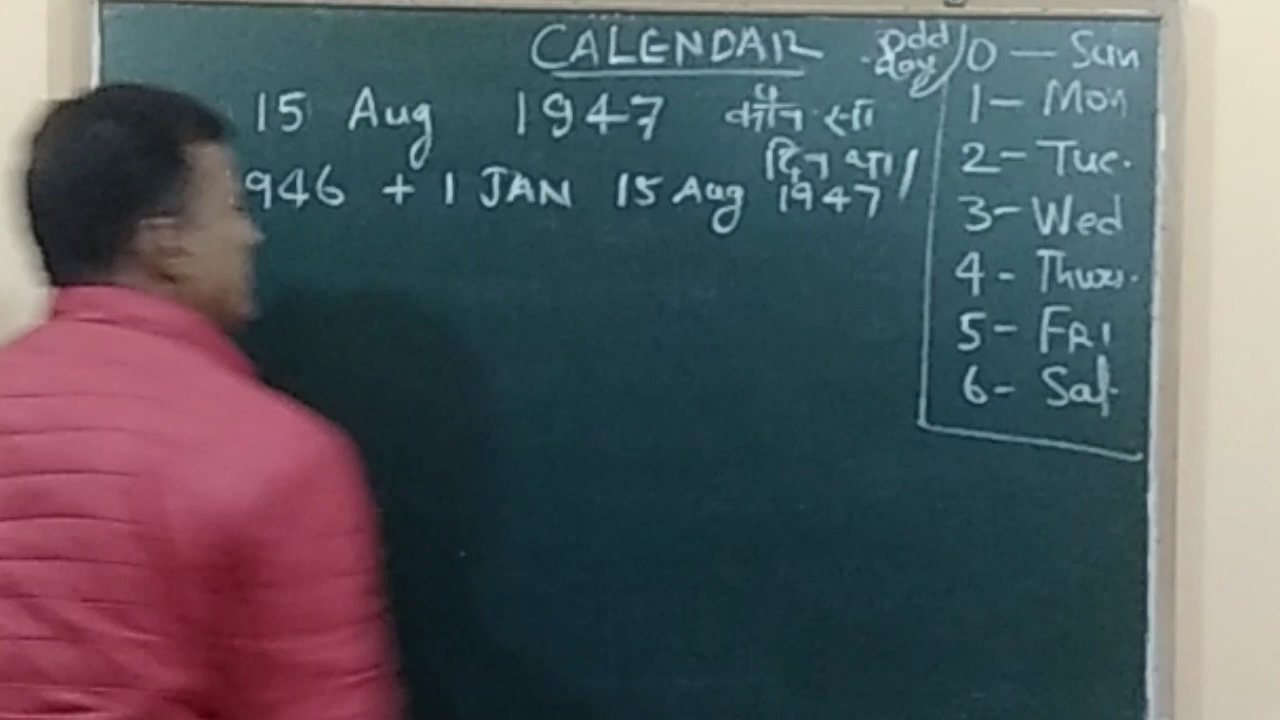 CALENDAR
15 Aug 1947 कौन सा
दिन था/
946 + 1 JAN 15 Aug 1947
odd
day
0 — Sun
1 – Mon
2 – Tue.
3 – Wed
4 - Thurs.
5 – FRI
6 – Sat.